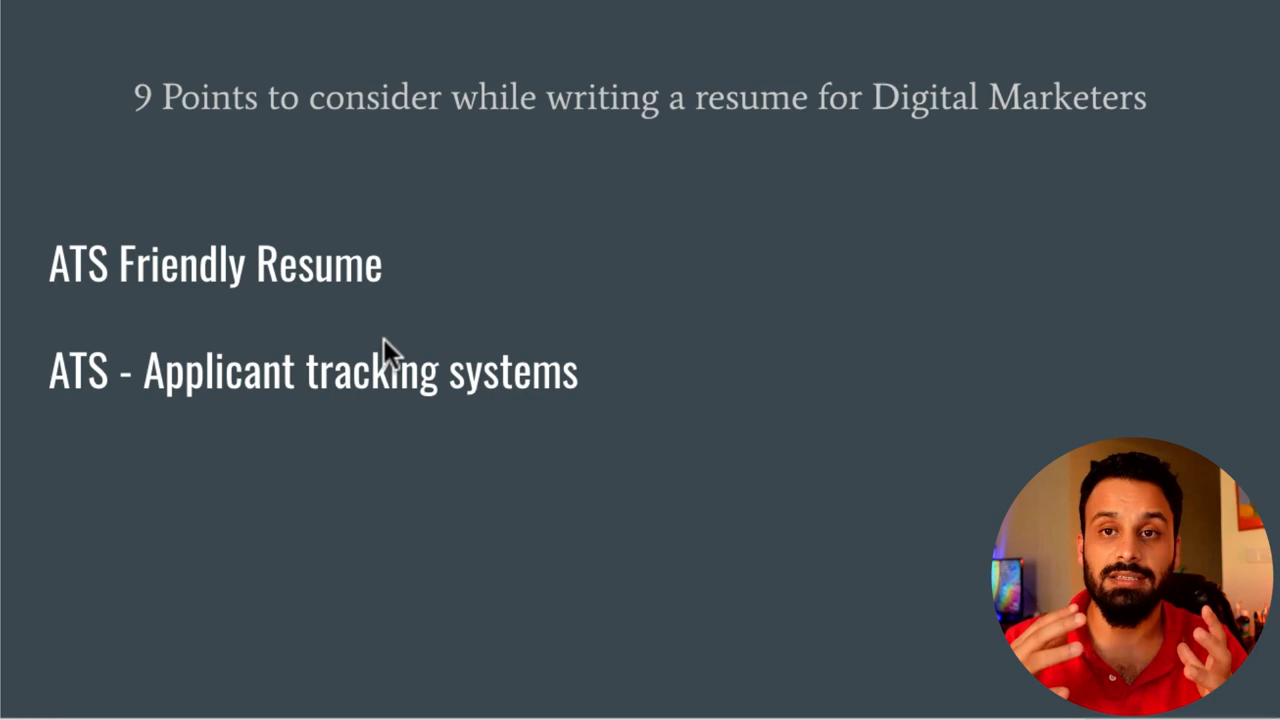 9 Points to consider while writing a resume for Digital Marketers
ATS Friendly Resume
ATS - Applicant tracking systems